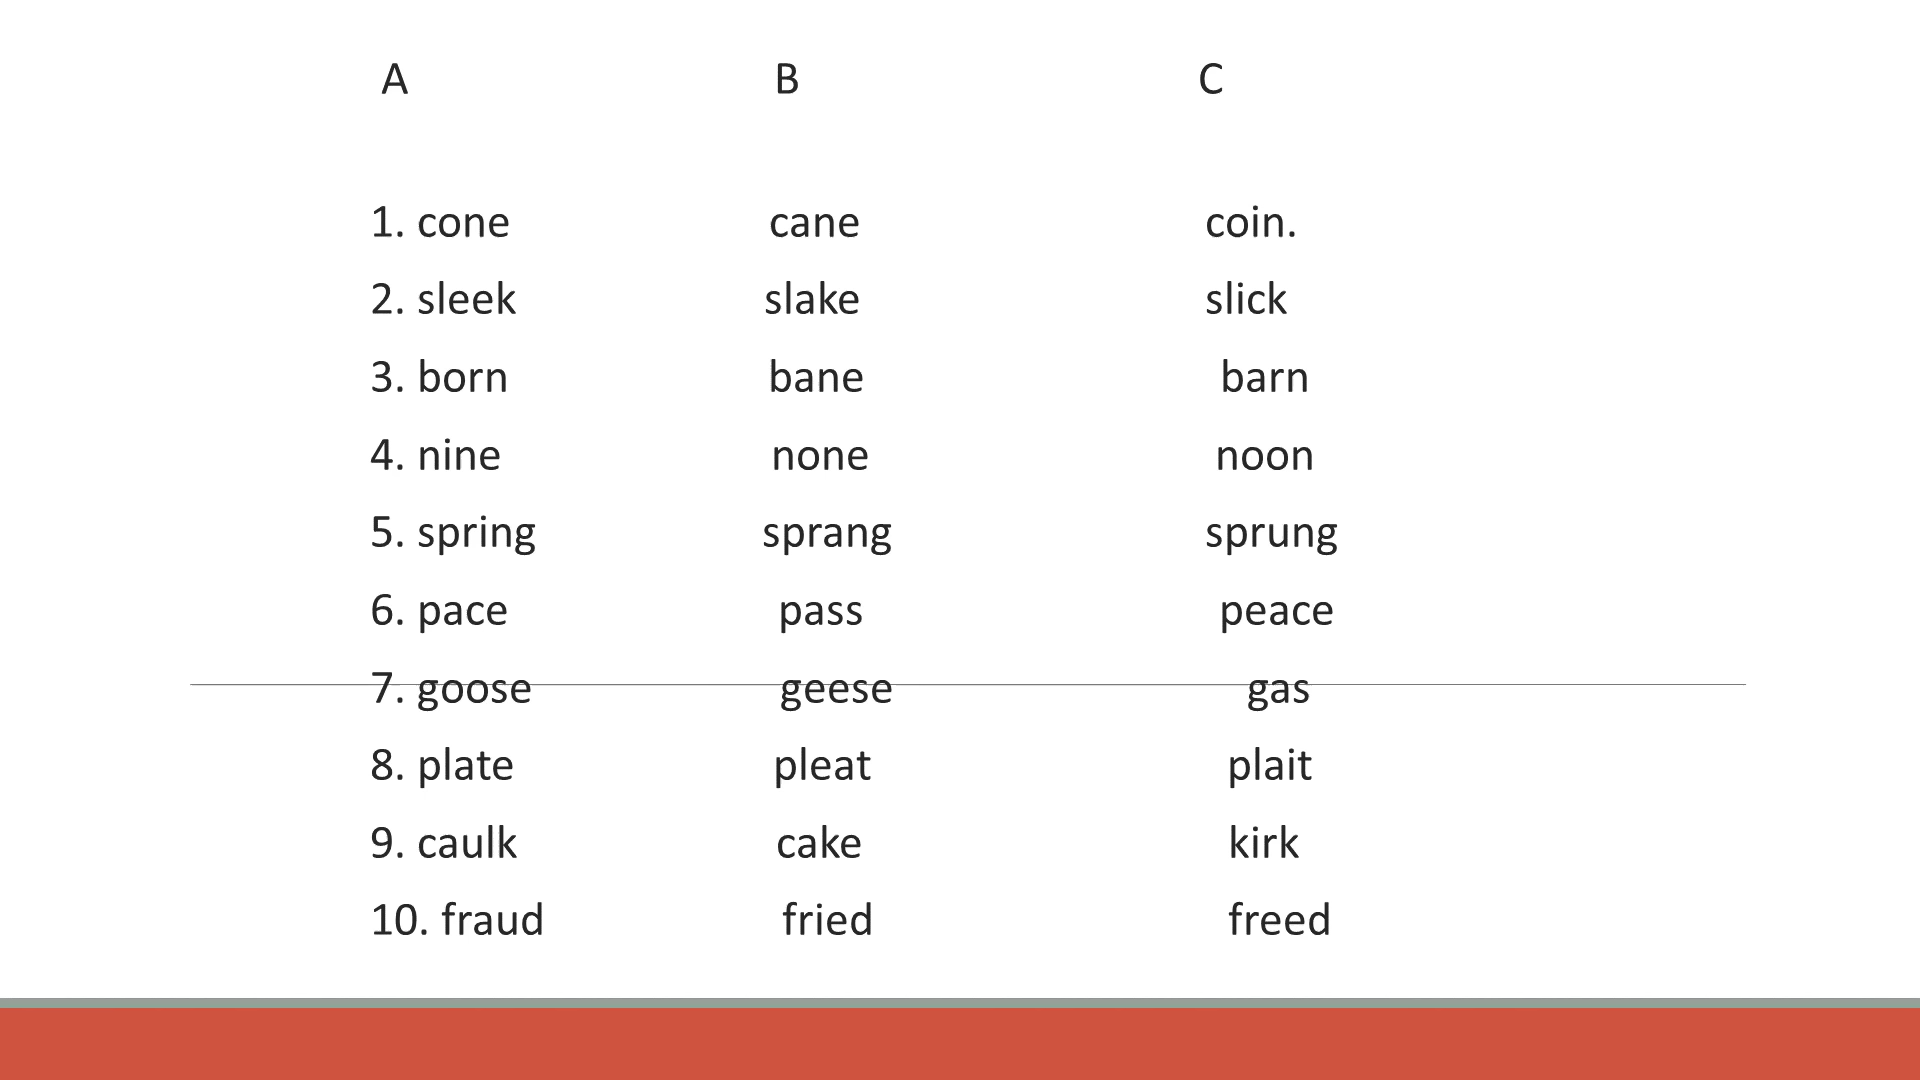 A B C
1. cone cane coin.
2. sleek slake slick
3. born bane barn
4. nine none noon
5. spring sprang sprung
6. pace pass peace
7. goose geese gas
8. plate pleat plait
9. caulk cake kirk
10. fraud fried freed